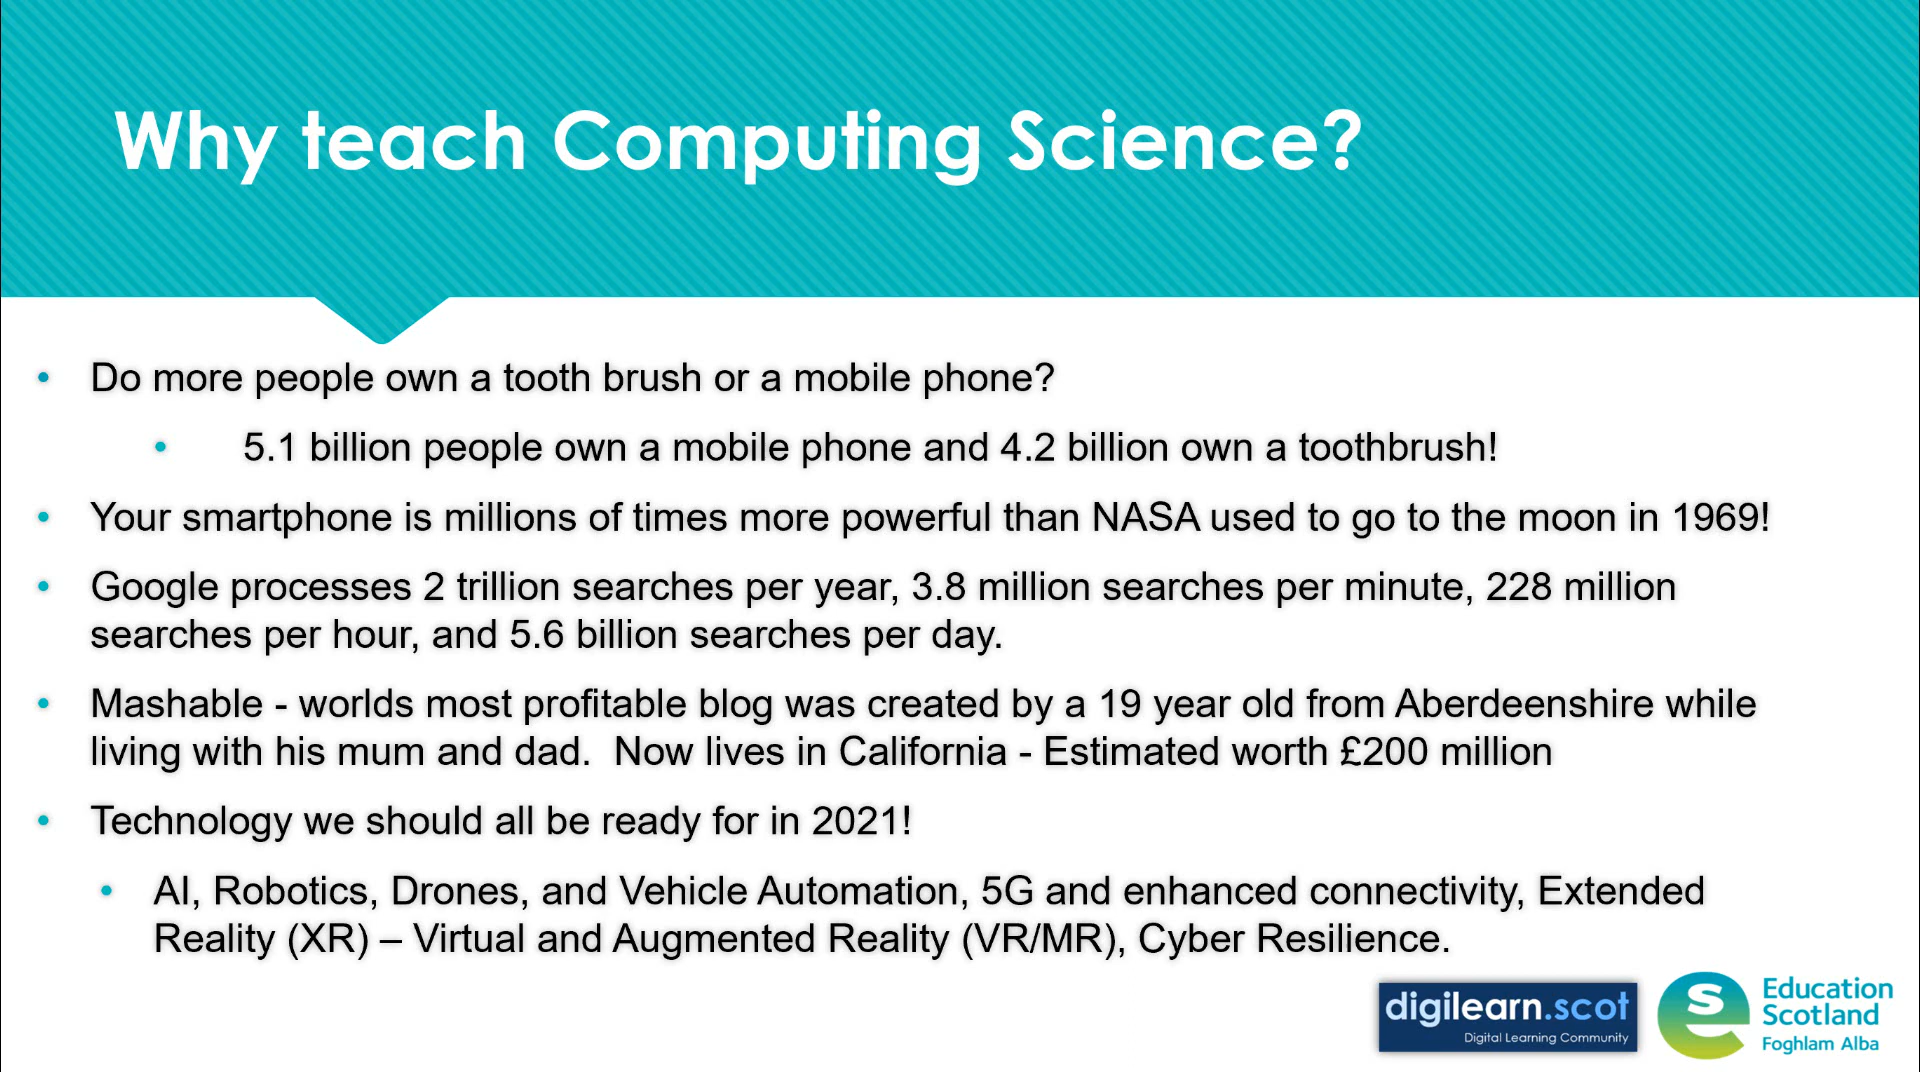 Why teach Computing Science?
• Do more people own a tooth brush or a mobile phone?
• 5.1 billion people own a mobile phone and 4.2 billion own a toothbrush!
• Your smartphone is millions of times more powerful than NASA used to go to the moon in 1969!
• Google processes 2 trillion searches per year, 3.8 million searches per minute, 228 million
searches per hour, and 5.6 billion searches per day.
• Mashable - worlds most profitable blog was created by a 19 year old from Aberdeenshire while
living with his mum and dad.  Now lives in California - Estimated worth £200 million
• Technology we should all be ready for in 2021!
• AI, Robotics, Drones, and Vehicle Automation, 5G and enhanced connectivity, Extended
Reality (XR) – Virtual and Augmented Reality (VR/MR), Cyber Resilience.
digilearn.scot
Digital Learning Community
Education
Scotland
Foghlam Alba